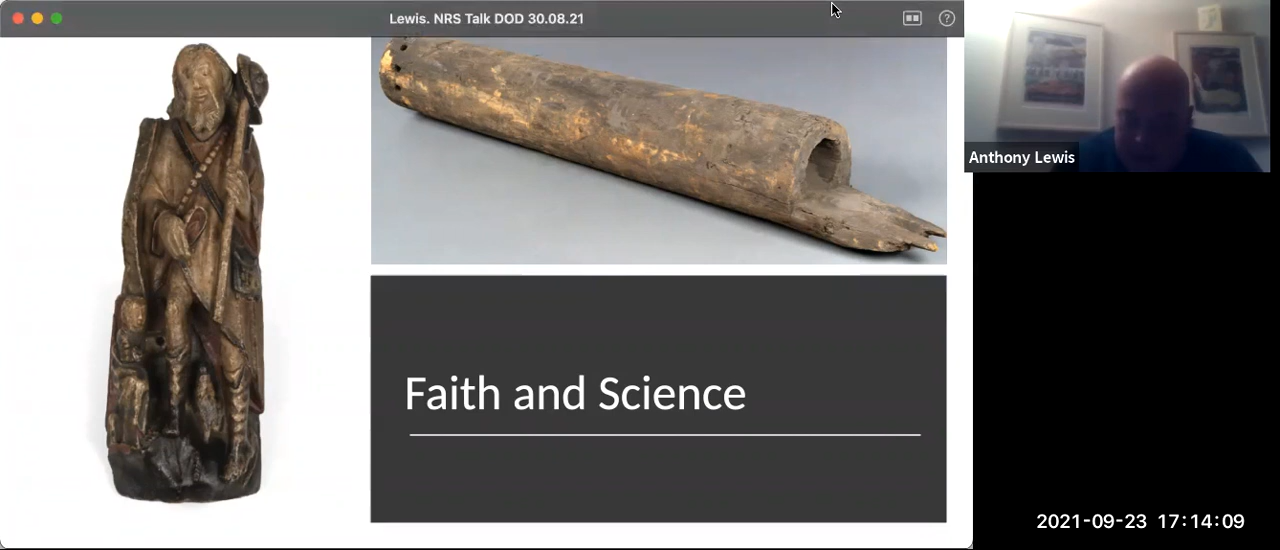 Lewis. NRS Talk DOD 30.08.21
Anthony Lewis
Faith and Science
2021-09-23 17:14:09